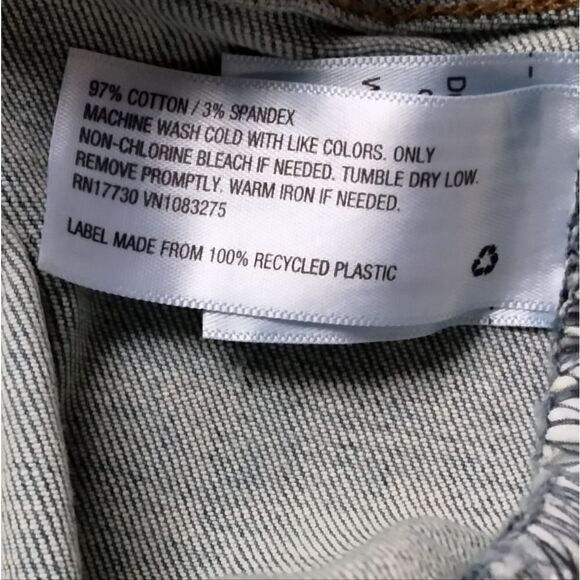 97% COTTON / 3% SPANDEX
MACHINE WASH COLD WITH LIKE COLORS. ONLY
NON-CHLORINE BLEACH IF NEEDED. TUMBLE DRY LOW.
REMOVE PROMPTLY. WARM IRON IF NEEDED.
RN17730 VN1083275
LABEL MADE FROM 100% RECYCLED PLASTIC